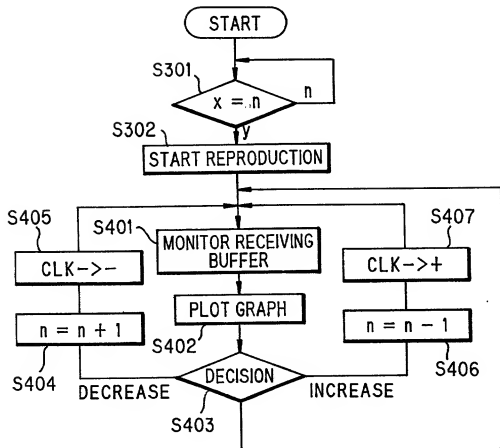 START
S301
x = n
n
S302
y
START REPRODUCTION
S405
S401
S407
CLK->-
MONITOR RECEIVING
BUFFER
CLK->+
PLOT GRAPH
n = n + 1
S402
n = n - 1
S404
DECISION
S406
DECREASE
INCREASE
S403